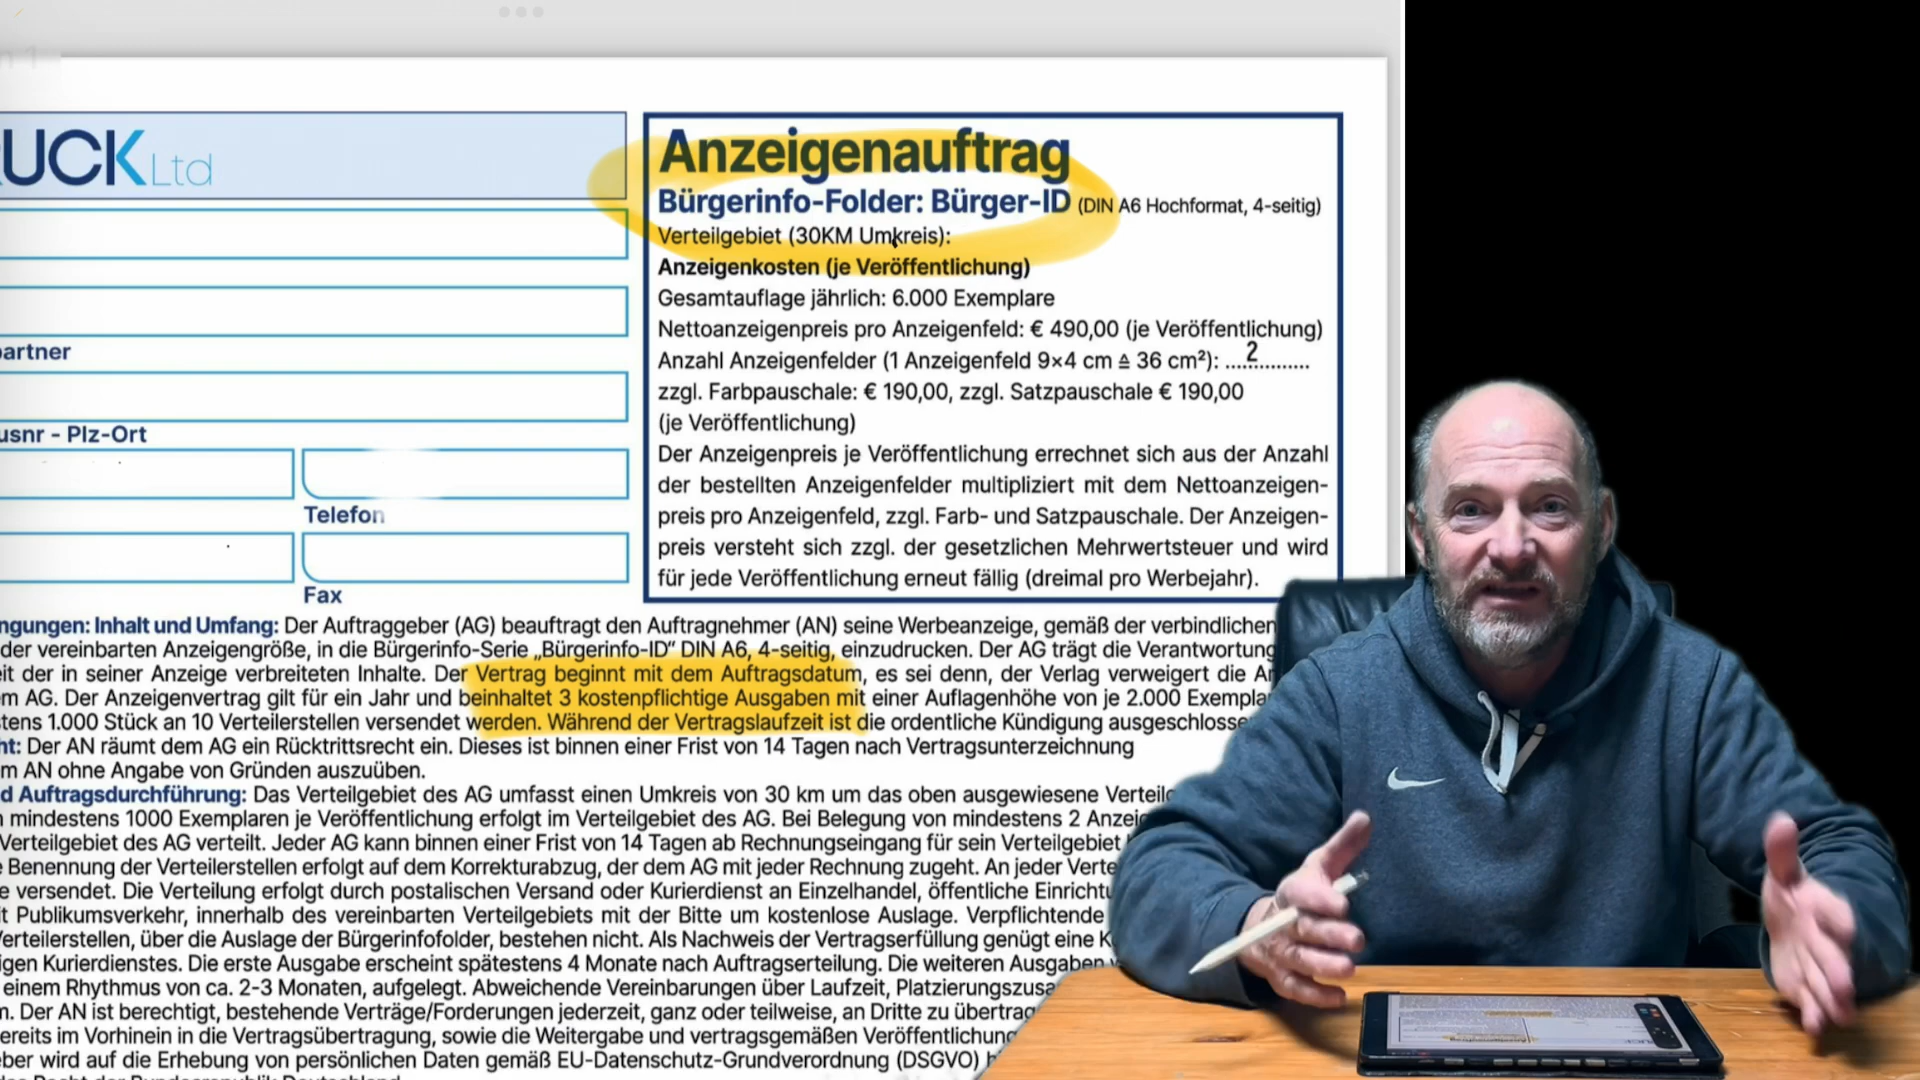 RUCK Ltd
Anzeigenauftrag
Bürgerinfo-Folder: Bürger-ID (DIN A6 Hochformat, 4-seitig)
Verteilgebiet (30KM Umkreis):
Anzeigenkosten (je Veröffentlichung)
Gesamtauflage jährlich: 6.000 Exemplare
Nettoanzeigenpreis pro Anzeigenfeld: € 490,00 (je Veröffentlichung)
Anzahl Anzeigenfelder (1 Anzeigenfeld 9×4 cm ≙ 36 cm²): ....2............
zzgl. Farbpauschale: € 190,00, zzgl. Satzpauschale € 190,00
(je Veröffentlichung)
Der Anzeigenpreis je Veröffentlichung errechnet sich aus der Anzahl
der bestellten Anzeigenfelder multipliziert mit dem Nettoanzeigen-
preis pro Anzeigenfeld, zzgl. Farb- und Satzpauschale. Der Anzeigen-
preis versteht sich zzgl. der gesetzlichen Mehrwertsteuer und wird
für jede Veröffentlichung erneut fällig (dreimal pro Werbejahr).
partner
usnr - Plz-Ort
Telefon
Fax
ngungen: Inhalt und Umfang: Der Auftraggeber (AG) beauftragt den Auftragnehmer (AN) seine Werbeanzeige, gemäß der verbindlichen
der vereinbarten Anzeigengröße, in die Bürgerinfo-Serie „Bürgerinfo-ID" DIN A6, 4-seitig, einzudrucken. Der AG trägt die Verantwortung
it der in seiner Anzeige verbreiteten Inhalte. Der Vertrag beginnt mit dem Auftragsdatum, es sei denn, der Verlag verweigert die
m AG. Der Anzeigenvertrag gilt für ein Jahr und beinhaltet 3 kostenpflichtige Ausgaben mit einer Auflagenhöhe von je 2.000 Exempla
tens 1.000 Stück an 10 Verteilerstellen versendet werden. Während der Vertragslaufzeit ist die ordentliche Kündigung ausgeschlosse
ht: Der AN räumt dem AG ein Rücktrittsrecht ein. Dieses ist binnen einer Frist von 14 Tagen nach Vertragsunterzeichnung
m AN ohne Angabe von Gründen auszuüben.
d Auftragsdurchführung: Das Verteilgebiet des AG umfasst einen Umkreis von 30 km um das oben ausgewiesene Verteil
mindestens 1000 Exemplaren je Veröffentlichung erfolgt im Verteilgebiet des AG. Bei Belegung von mindestens 2 Anzei
Verteilgebiet des AG verteilt. Jeder AG kann binnen einer Frist von 14 Tagen ab Rechnungseingang für sein Verteilgebiet
e Benennung der Verteilerstellen erfolgt auf dem Korrekturabzug, der dem AG mit jeder Rechnung zugeht. An jeder Verte
e versendet. Die Verteilung erfolgt durch postalischen Versand oder Kurierdienst an Einzelhandel, öffentliche Einrichtu
it Publikumsverkehr, innerhalb des vereinbarten Verteilgebiets mit der Bitte um kostenlose Auslage. Verpflichtende
Verteilerstellen, über die Auslage der Bürgerinfofolder, bestehen nicht. Als Nachweis der Vertragserfüllung genügt eine K
igen Kurierdienstes. Die erste Ausgabe erscheint spätestens 4 Monate nach Auftragserteilung. Die weiteren Ausgaben
einem Rhythmus von ca. 2-3 Monaten, aufgelegt. Abweichende Vereinbarungen über Laufzeit, Platzierungszusa
n. Der AN ist berechtigt, bestehende Verträge/Forderungen jederzeit, ganz oder teilweise, an Dritte zu übertrag
ereits im Vorhinein in die Vertragsübertragung, sowie die Weitergabe und vertragsgemäßen Veröffentlichung
eber wird auf die Erhebung von persönlichen Daten gemäß EU-Datenschutz-Grundverordnung (DSGVO)